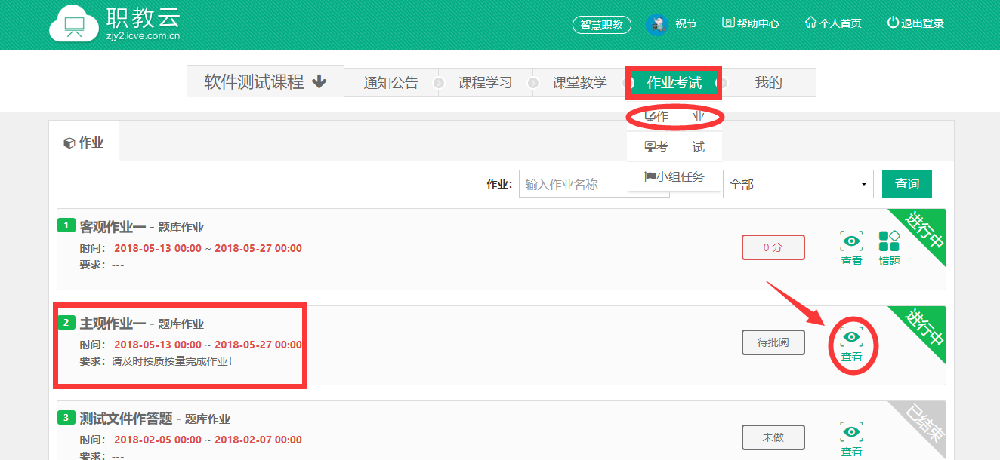 职教云
zjy2.icve.com.cn
智慧职教 祝节 帮助中心 个人首页 退出登录
软件测试课程 通知公告 课程学习 课堂教学 作业考试 我的
作 业
考 试
小组任务
作业
作业: 输入作业名称 全部 查询
1 客观作业一 - 题库作业
时间: 2018-05-13 00:00 ~ 2018-05-27 00:00
要求: ---
0 分
查看 错题
进行中
2 主观作业一 - 题库作业
时间: 2018-05-13 00:00 ~ 2018-05-27 00:00
要求: 请及时按质按量完成作业!
待批阅
查看
进行中
3 测试文件作答题 - 题库作业
时间: 2018-02-05 00:00 ~ 2018-02-07 00:00
要求: ---
未做
查看
已结束